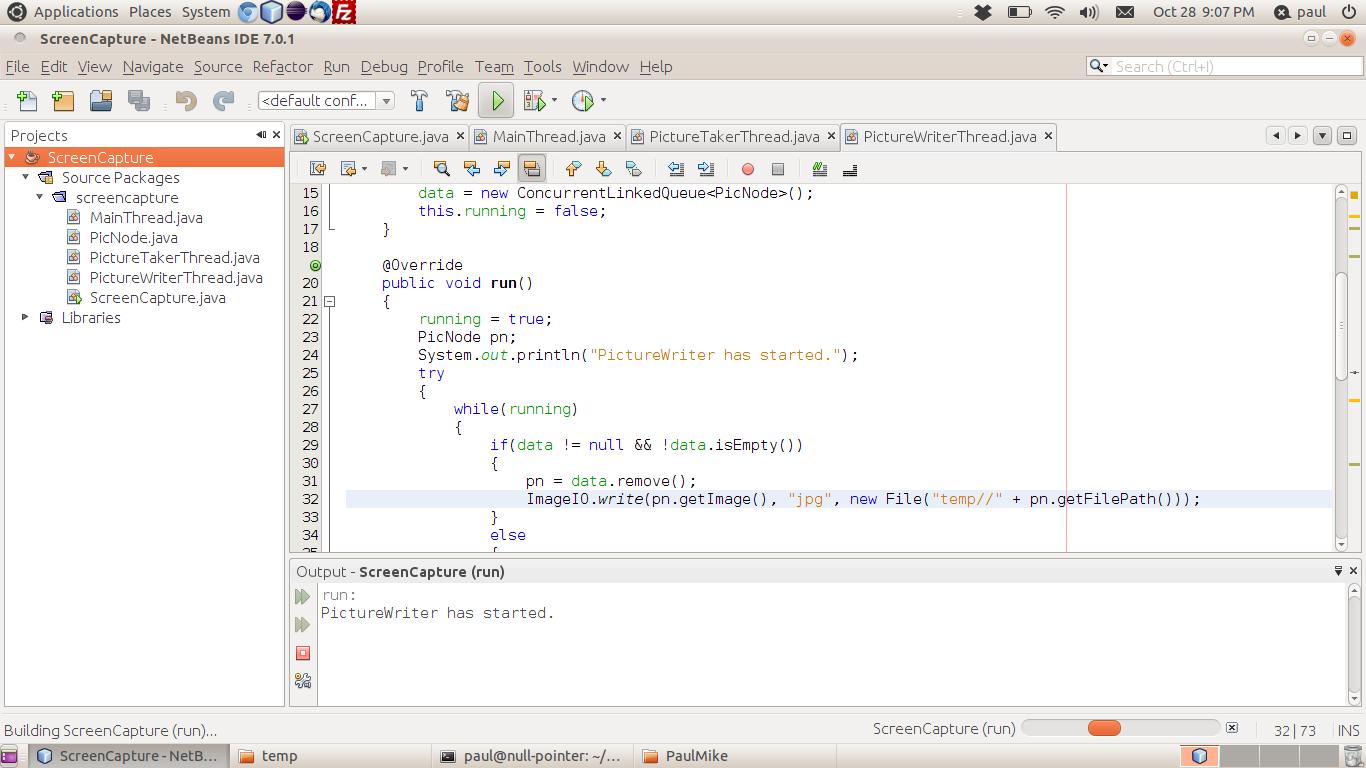 Applications Places System Oct 28 9:07 PM paul
ScreenCapture - NetBeans IDE 7.0.1
File Edit View Navigate Source Refactor Run Debug Profile Team Tools Window Help Search (Ctrl+I)
<default conf...
Projects
ScreenCapture
Source Packages
screencapture
MainThread.java
PicNode.java
PictureTakerThread.java
PictureWriterThread.java
ScreenCapture.java
Libraries
ScreenCapture.java MainThread.java PictureTakerThread.java PictureWriterThread.java
15 data = new ConcurrentLinkedQueue<PicNode>();
16 this.running = false;
17 }
18
@Override
20 public void run()
21 {
22 running = true;
23 PicNode pn;
24 System.out.println("PictureWriter has started.");
25 try
26 {
27 while(running)
28 {
29 if(data != null && !data.isEmpty())
30 {
31 pn = data.remove();
32 ImageIO.write(pn.getImage(), "jpg", new File("temp//" + pn.getFilePath()));
33 }
34 else
Output - ScreenCapture (run)
run:
PictureWriter has started.
Building ScreenCapture (run)... ScreenCapture (run) 32|73 INS
ScreenCapture - NetB... temp paul@null-pointer: ~/... PaulMike